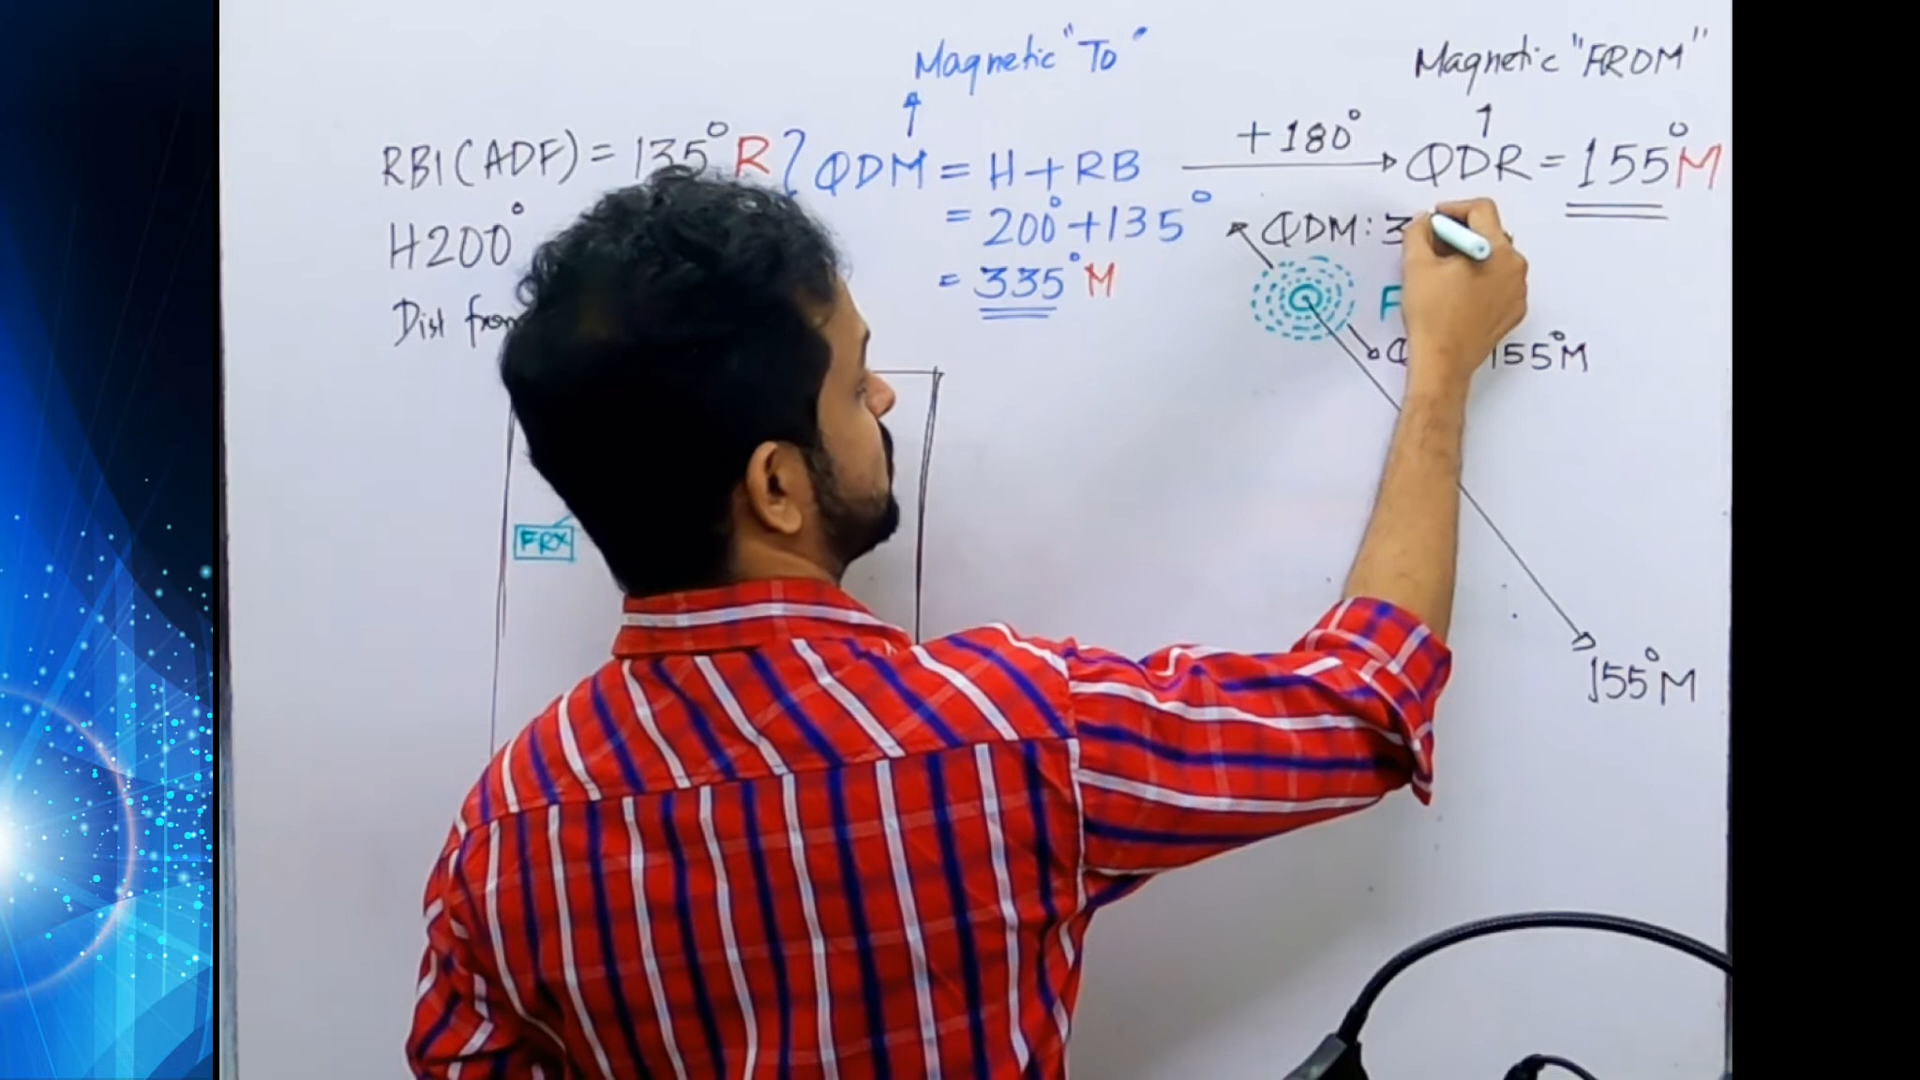 Magnetic "To"
Magnetic "FROM"
RBI(ADF) = 135° R } QDM = H+RB
+180°
QDR = 155° M
H200°
= 200° + 135°
QDM: 3
= 335° M
Dist from
155°M
FRX
155°M